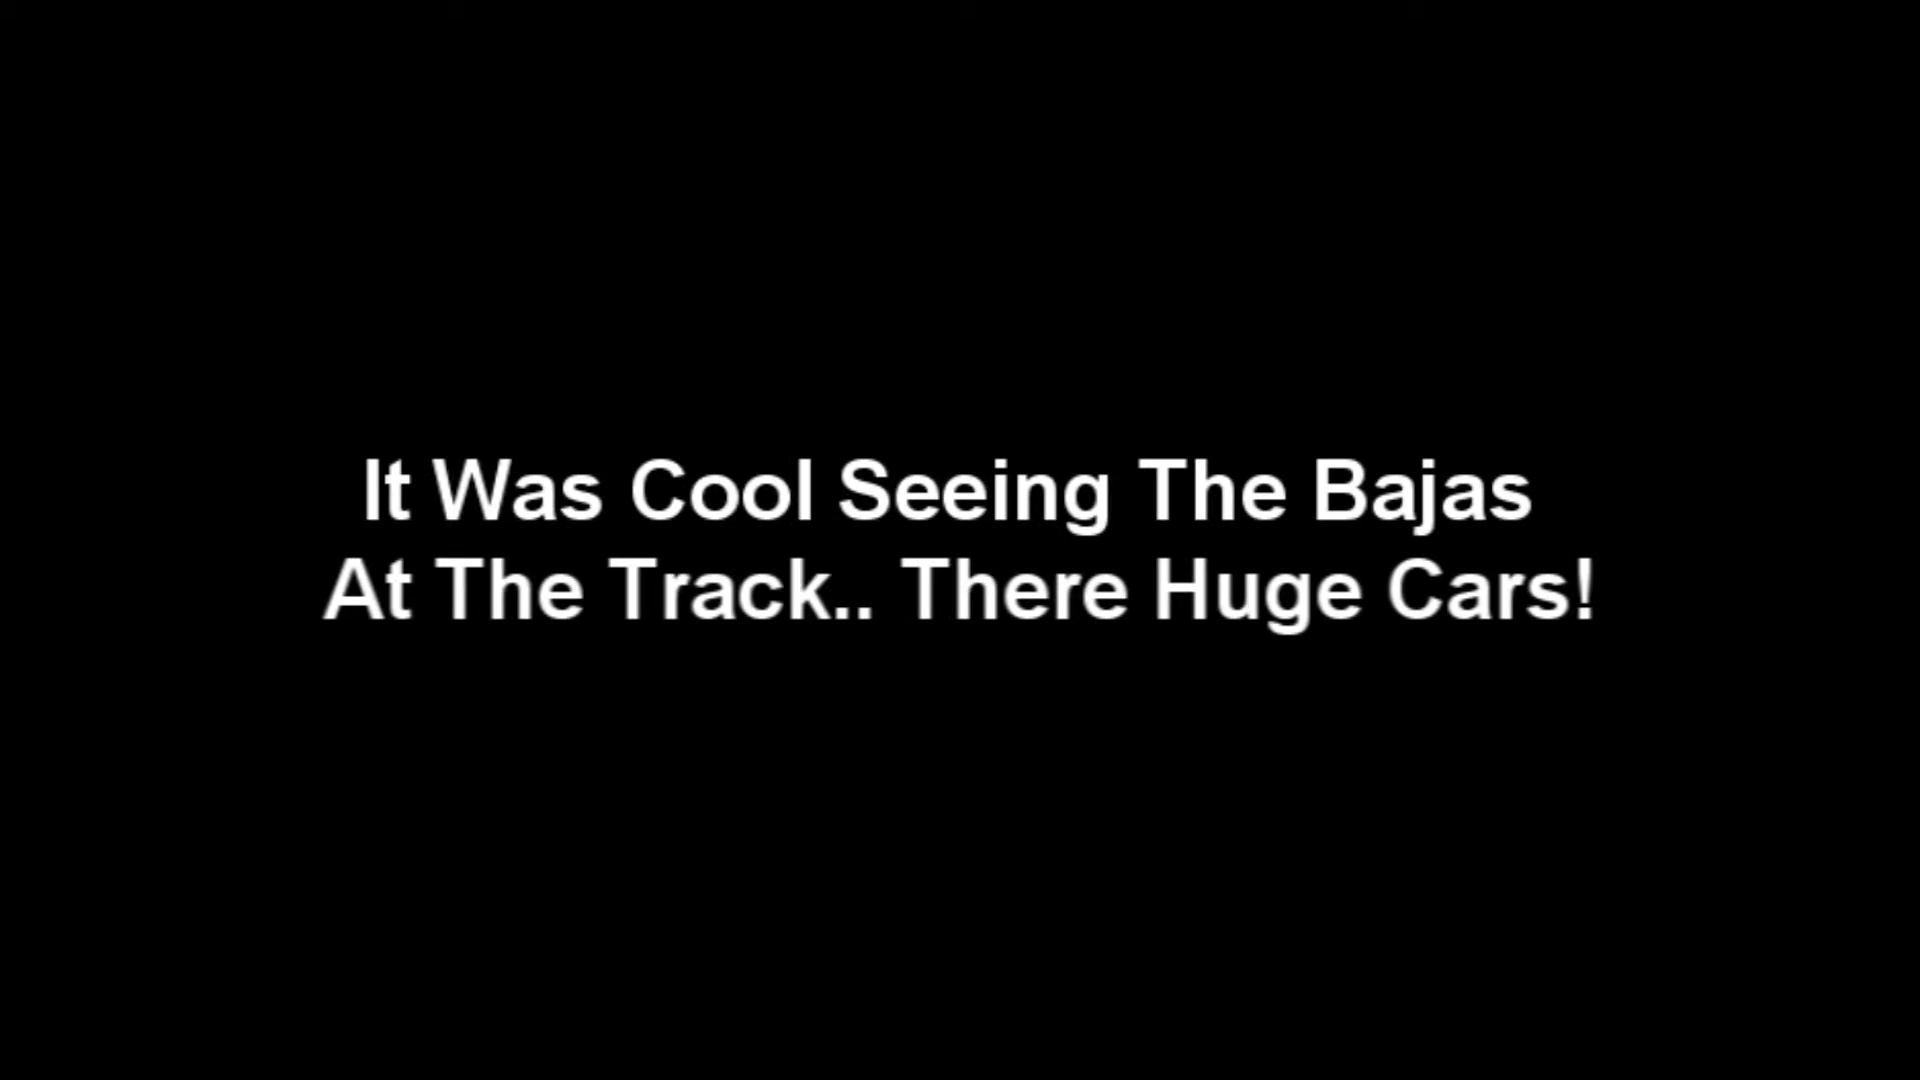 It Was Cool Seeing The Bajas
At The Track.. There Huge Cars!